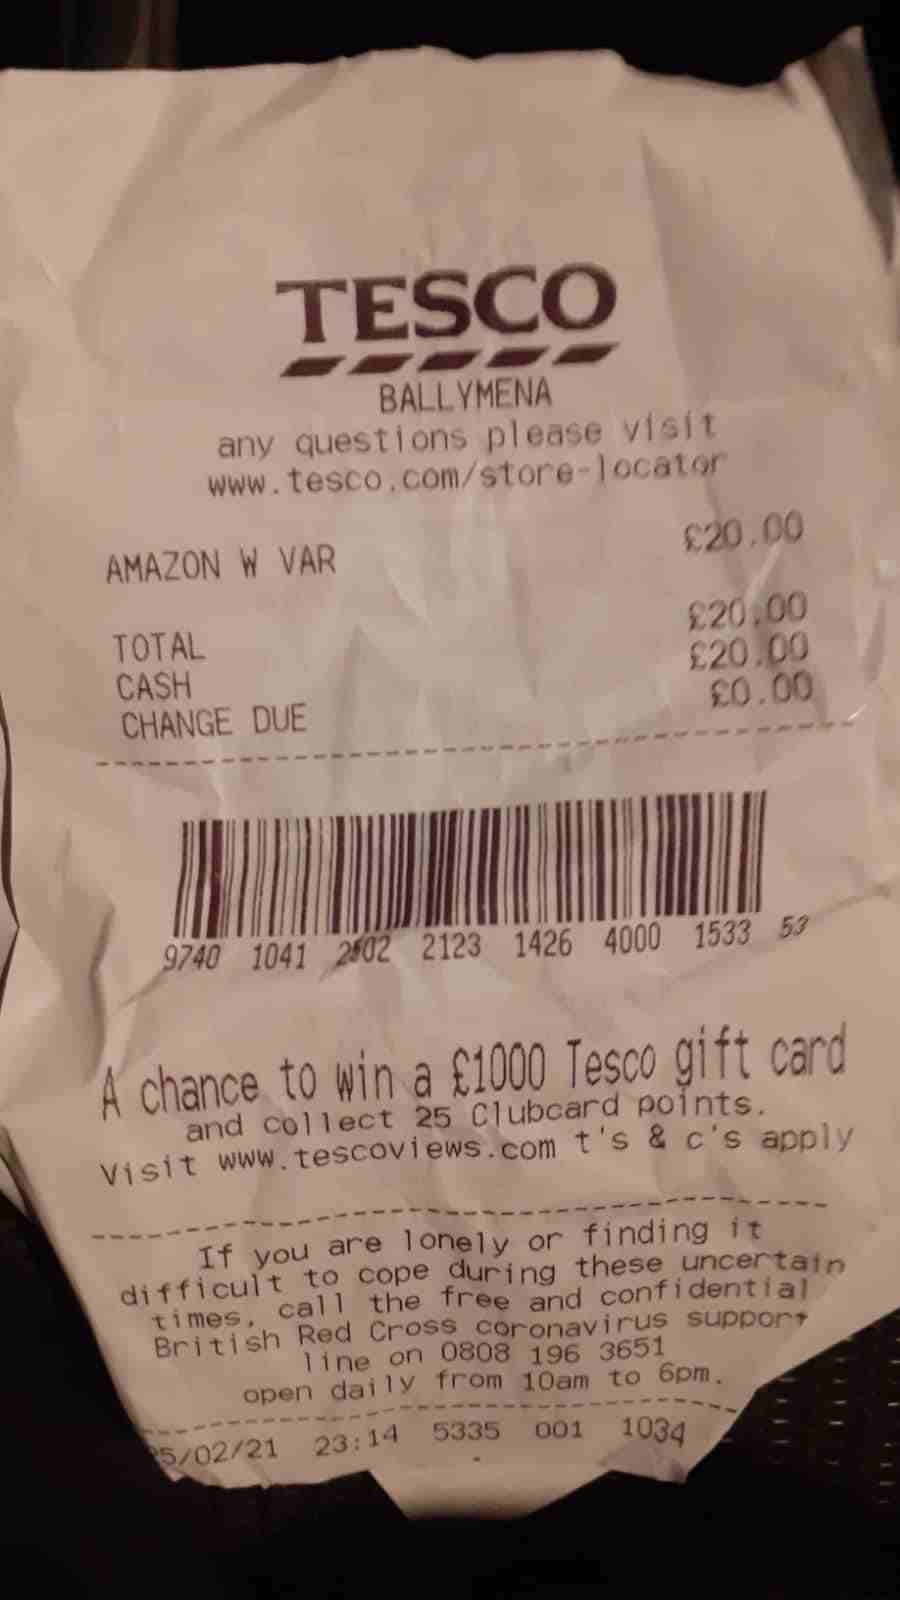 TESCO
BALLYMENA
any questions please visit
www.tesco.com/store-locator
AMAZON W VAR £20.00
TOTAL £20.00
CASH £20.00
CHANGE DUE £0.00
9740 1041 2502 2123 1426 4000 1533 53
A chance to win a £1000 Tesco gift card
and collect 25 Clubcard points.
Visit www.tescoviews.com t's & c's apply
If you are lonely or finding it
difficult to cope during these uncertain
times, call the free and confidential
British Red Cross coronavirus support
line on 0808 196 3651
open daily from 10am to 6pm.
5/02/21 23:14 5335 001 1034